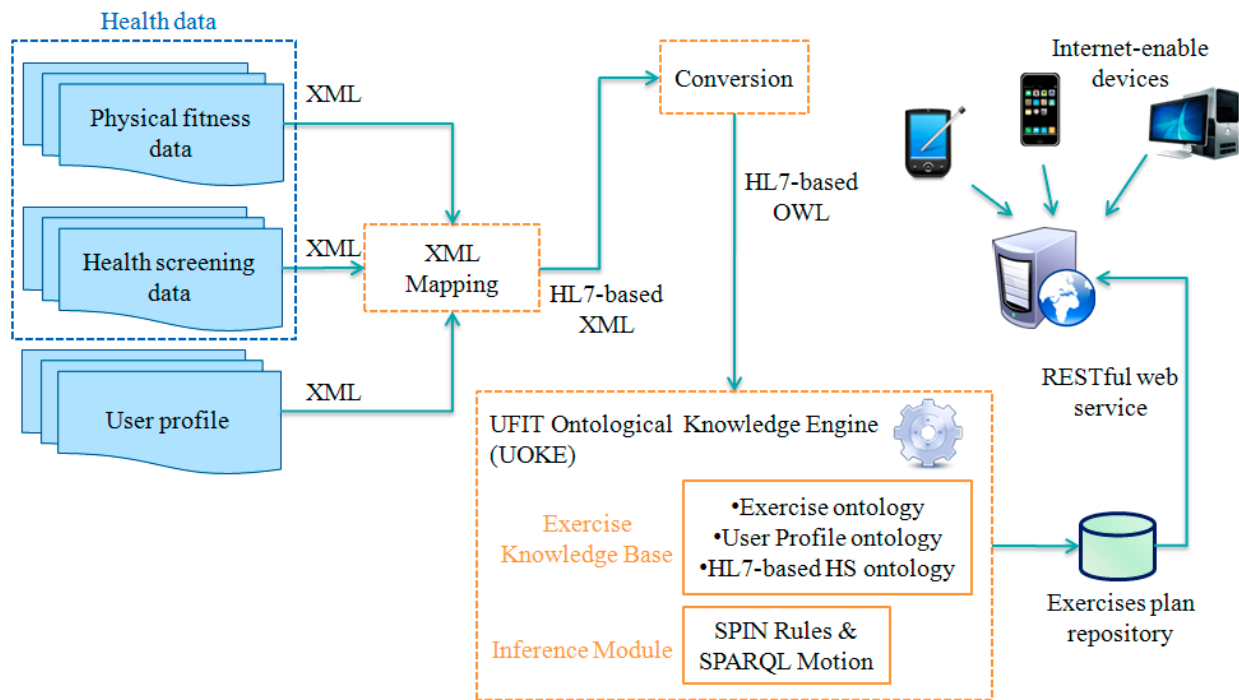 Health data
Physical fitness
data
XML
Health screening
data
XML
User profile
XML
XML
Mapping
HL7-based
XML
Conversion
HL7-based
OWL
Internet-enable
devices
RESTful web
service
UFIT Ontological Knowledge Engine
(UOKE)
Exercise
Knowledge Base
•Exercise ontology
•User Profile ontology
•HL7-based HS ontology
Inference Module
SPIN Rules &
SPARQL Motion
Exercises plan
repository